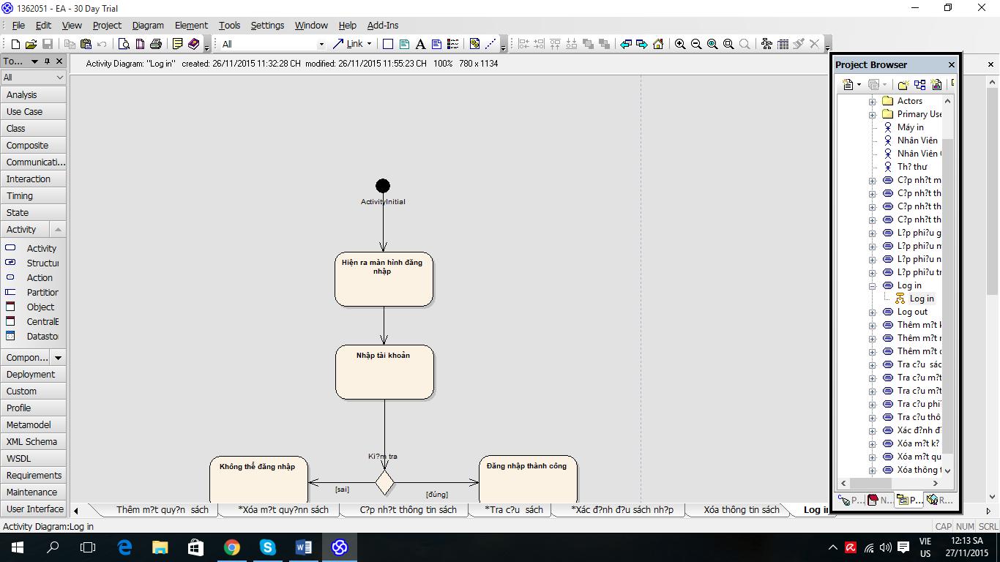 1362051 - EA - 30 Day Trial
File Edit View Project Diagram Element Tools Settings Window Help Add-Ins
All Link A
To...
Activity Diagram: "Log in" created: 26/11/2015 11:32:28 CH modified: 26/11/2015 11:55:23 CH 100% 780 x 1134
All
Analysis
Use Case
Class
Composite
Communicati...
Interaction
Timing
State
Activity
Activity
Structur
Action
Partition
Object
CentralB
Datastor
Compon...
Deployment
Custom
Profile
Metamodel
XML Schema
WSDL
Requirements
Maintenance
User Interface
ActivityInitial
Hiện ra màn hình đăng
nhập
Nhập tài khoản
Ki?m tra
Không thể đăng nhập
[sai]
[đúng]
Đăng nhập thành công
Project Browser
Actors
Primary Use
Máy in
Nhân Viên
Nhân Viên
Th? thư
C?p nh?t m
C?p nh?t th
C?p nh?t th
C?p nh?t th
L?p phi?u g
L?p phi?u m
L?p phi?u n
L?p phi?u tr
Log in
Log in
Log out
Thêm m?t k
Thêm m?t n
Thêm m?t q
Tra c?u sác
Tra c?u m?t
Tra c?u m?t
Tra c?u phi?
Tra c?u thô
Xác đ?nh đ?
Xóa m?t k?
Xóa m?t qu
Xóa thông t
P... N... P... R...
Thêm m?t quy?n sách *Xóa m?t quy?nn sách C?p nh?t thông tin sách *Tra c?u sách *Xác đ?nh đ?u sách nh?p Xóa thông tin sách Log in
Activity Diagram:Log in CAP NUM SCRL
VIE 12:13 SA
US 27/11/2015